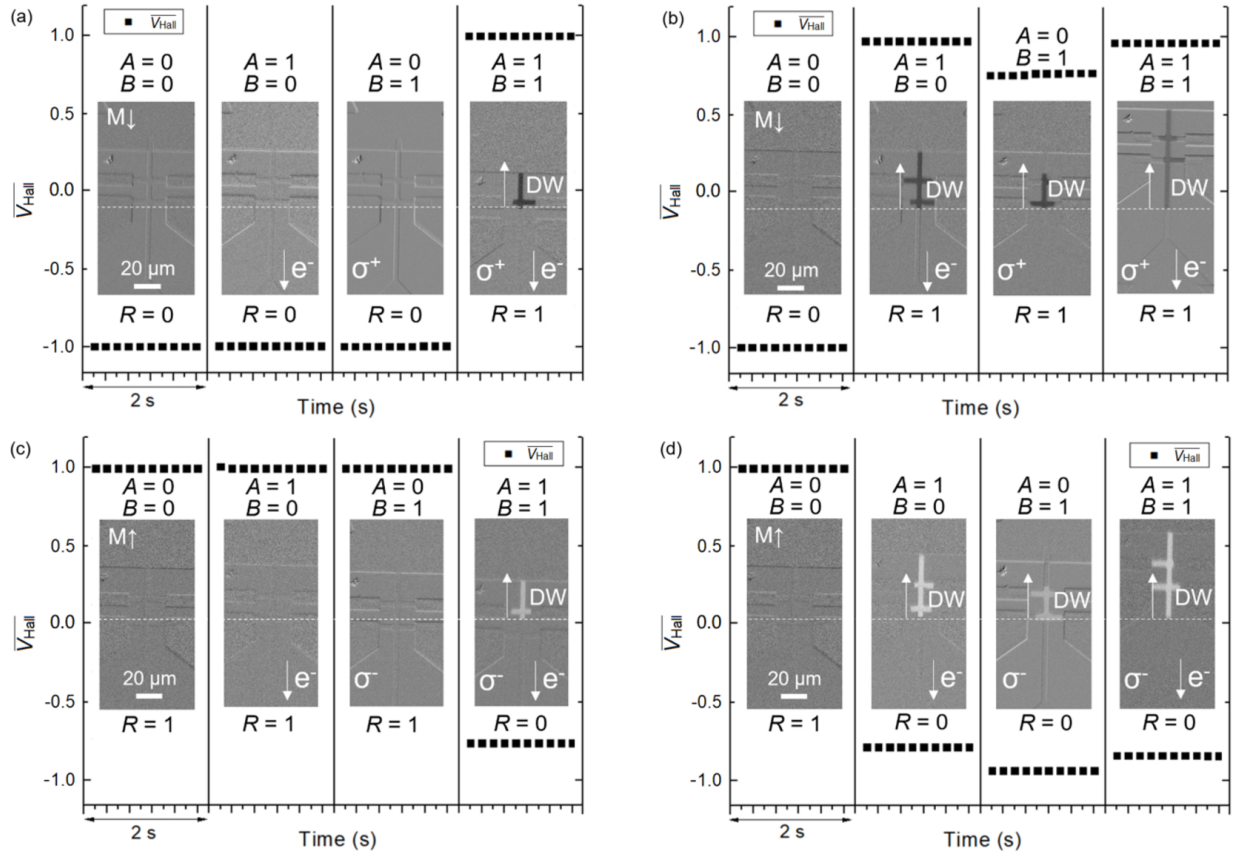 (a)
V̅Hall
A = 0 A = 1 A = 0 A = 1
B = 0 B = 0 B = 1 B = 1
M↓
DW
σ+ σ+
e- e-
20 μm
R = 0 R = 0 R = 0 R = 1
1.0
0.5
0.0
-0.5
-1.0
V̅Hall
2 s
Time (s)
(b)
V̅Hall
A = 0 A = 1 A = 0 A = 1
B = 0 B = 0 B = 1 B = 1
M↓
DW DW DW
e- σ+ σ+ e-
20 μm
R = 0 R = 1 R = 1 R = 1
1.0
0.5
0.0
-0.5
-1.0
V̅Hall
2 s
Time (s)
(c)
V̅Hall
A = 0 A = 1 A = 0 A = 1
B = 0 B = 0 B = 1 B = 1
M↑
DW
20 μm
e- σ- σ- e-
R = 1 R = 1 R = 1 R = 0
1.0
0.5
0.0
-0.5
-1.0
V̅Hall
2 s
Time (s)
(d)
V̅Hall
A = 0 A = 1 A = 0 A = 1
B = 0 B = 0 B = 1 B = 1
M↑
DW DW DW
20 μm
e- σ- σ- e-
R = 1 R = 0 R = 0 R = 0
1.0
0.5
0.0
-0.5
-1.0
V̅Hall
2 s
Time (s)